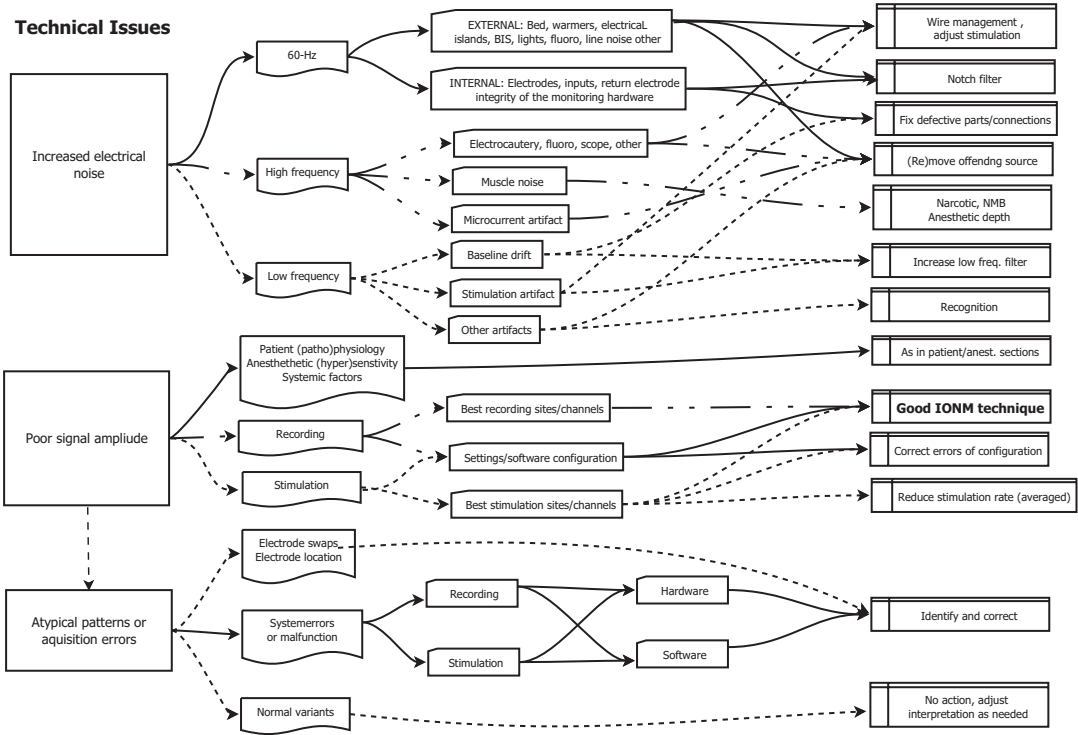 Technical Issues
Increased electrical
noise
60-Hz
EXTERNAL: Bed, warmers, electrical
islands, BIS, lights, fluoro, line noise other
INTERNAL: Electrodes, inputs, return electrode
integrity of the monitoring hardware
High frequency
Electrocautery, fluoro, scope, other
Muscle noise
Microcurrent artifact
Low frequency
Baseline drift
Stimulation artifact
Other artifacts
Wire management ,
adjust stimulation
Notch filter
Fix defective parts/connections
(Re)move offendng source
Narcotic, NMB
Anesthetic depth
Increase low freq. filter
Recognition
Poor signal ampliude
Patient (patho)physiology
Anesthethetic (hyper)senstivity
Systemic factors
Recording
Stimulation
Best recording sites/channels
Settings/software configuration
Best stimulation sites/channels
As in patient/anest. sections
Good IONM technique
Correct errors of configuration
Reduce stimulation rate (averaged)
Atypical patterns or
aquisition errors
Electrode swaps
Electrode location
Systemerrors
or malfunction
Normal variants
Recording
Stimulation
Hardware
Software
Identify and correct
No action, adjust
interpretation as needed